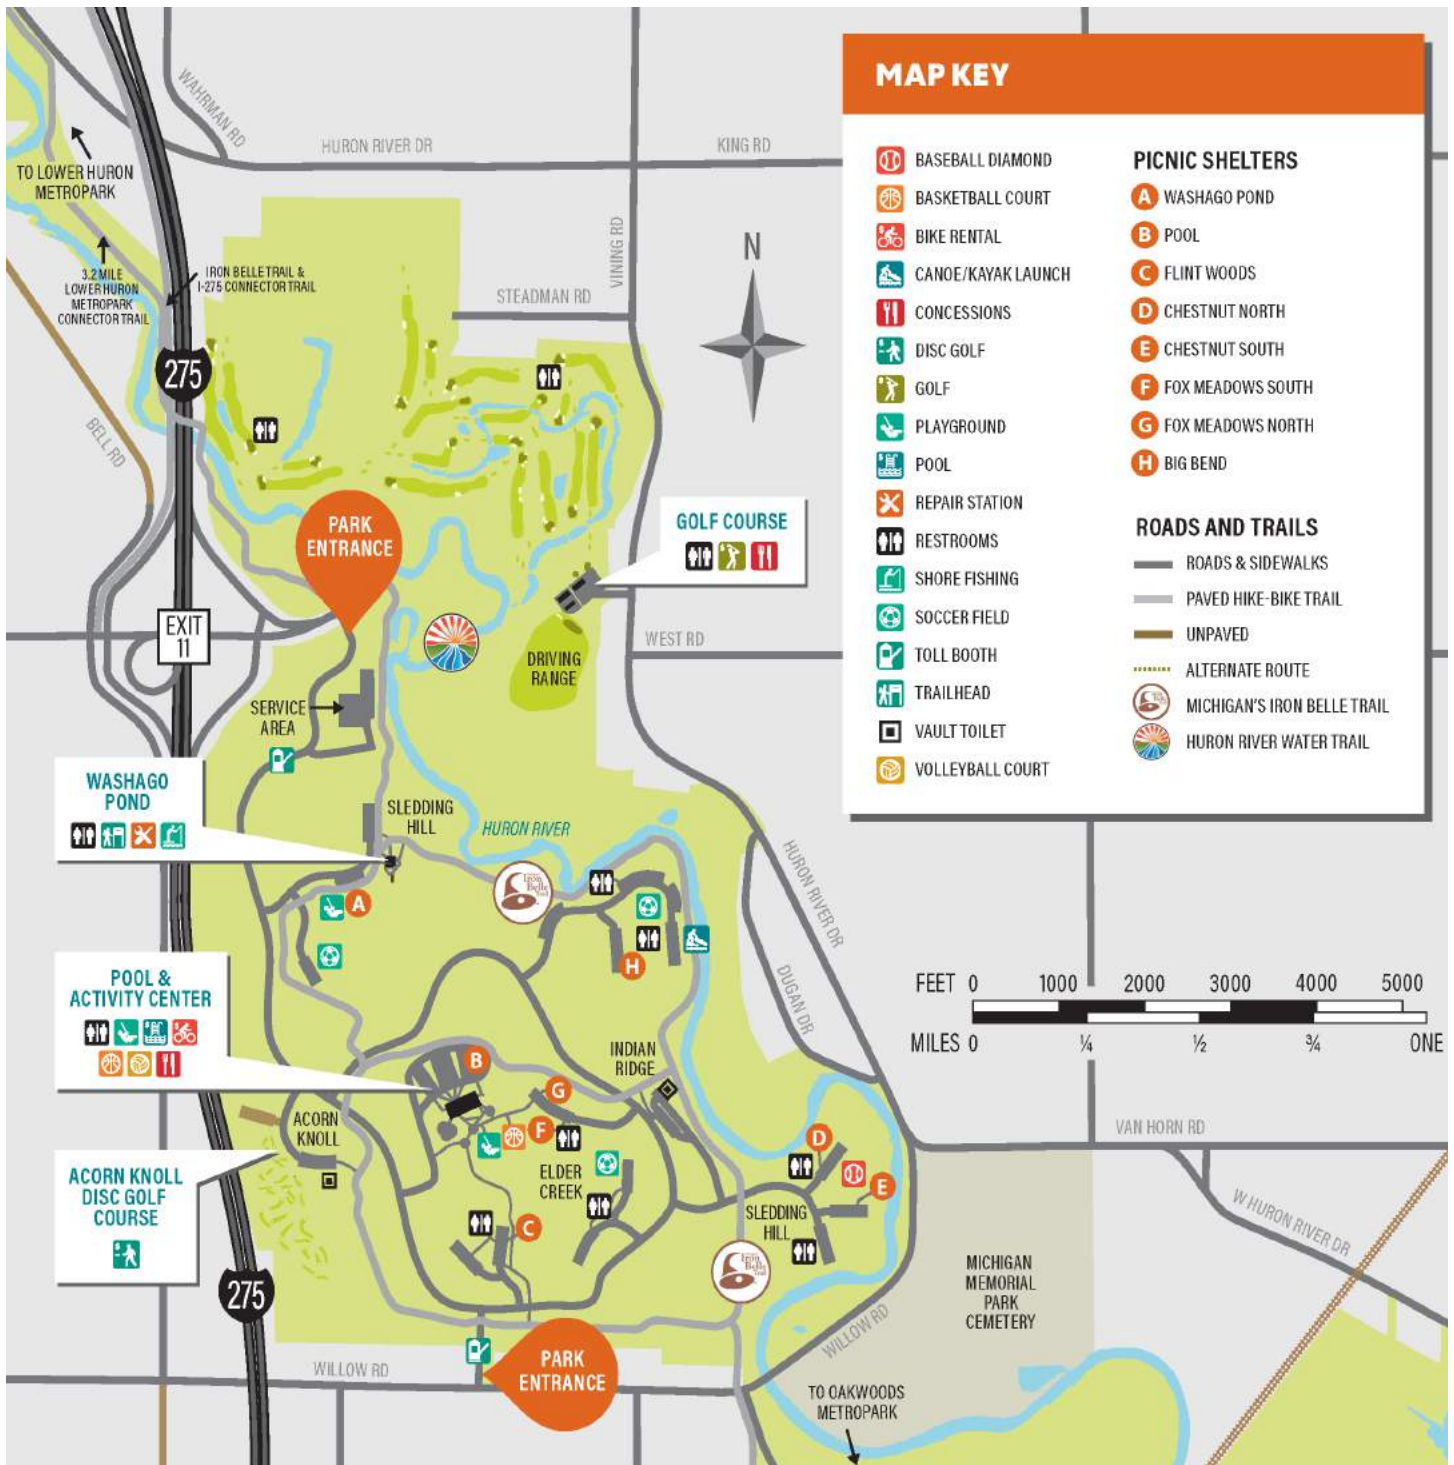 MAP KEY
BASEBALL DIAMOND
BASKETBALL COURT
BIKE RENTAL
CANOE/KAYAK LAUNCH
CONCESSIONS
DISC GOLF
GOLF
PLAYGROUND
POOL
REPAIR STATION
RESTROOMS
SHORE FISHING
SOCCER FIELD
TOLL BOOTH
TRAILHEAD
VAULT TOILET
VOLLEYBALL COURT
PICNIC SHELTERS
A WASHAGO POND
B POOL
C FLINT WOODS
D CHESTNUT NORTH
E CHESTNUT SOUTH
F FOX MEADOWS SOUTH
G FOX MEADOWS NORTH
H BIG BEND
ROADS AND TRAILS
ROADS & SIDEWALKS
PAVED HIKE-BIKE TRAIL
UNPAVED
ALTERNATE ROUTE
MICHIGAN'S IRON BELLE TRAIL
HURON RIVER WATER TRAIL
WAHRMAN RD
HURON RIVER DR
KING RD
TO LOWER HURON
METROPARK
3.2 MILE
LOWER HURON
METROPARK
CONNECTOR TRAIL
IRON BELLE TRAIL &
I-275 CONNECTOR TRAIL
VINING RD
STEADMAN RD
N
275
BELL RD
PARK
ENTRANCE
GOLF COURSE
EXIT
11
WEST RD
DRIVING
RANGE
SERVICE
AREA
WASHAGO
POND
SLEDDING
HILL
HURON RIVER
HURON RIVER DR
Iron
Belle
A
H
DUGAN DR
POOL &
ACTIVITY CENTER
FEET 0 1000 2000 3000 4000 5000
MILES 0 ¼ ½ ¾ ONE
INDIAN
RIDGE
B
G
F
ACORN
KNOLL
ELDER
CREEK
D
E
C
VAN HORN RD
ACORN KNOLL
DISC GOLF
COURSE
SLEDDING
HILL
W HURON RIVER DR
Iron
Belle
MICHIGAN
MEMORIAL
PARK
CEMETERY
275
WILLOW RD
WILLOW RD
PARK
ENTRANCE
TO OAKWOODS
METROPARK